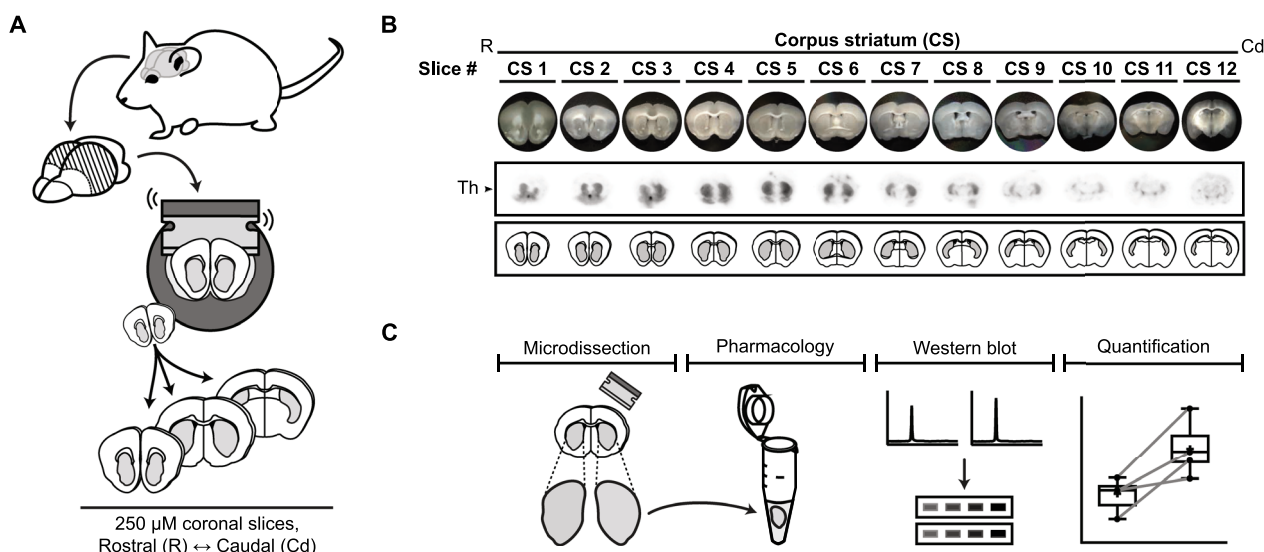 A
250 µM coronal slices,
Rostral (R) ↔ Caudal (Cd)
B
Corpus striatum (CS)
R
Cd
Slice #
CS 1 CS 2 CS 3 CS 4 CS 5 CS 6 CS 7 CS 8 CS 9 CS 10 CS 11 CS 12
Th
C
Microdissection Pharmacology Western blot Quantification